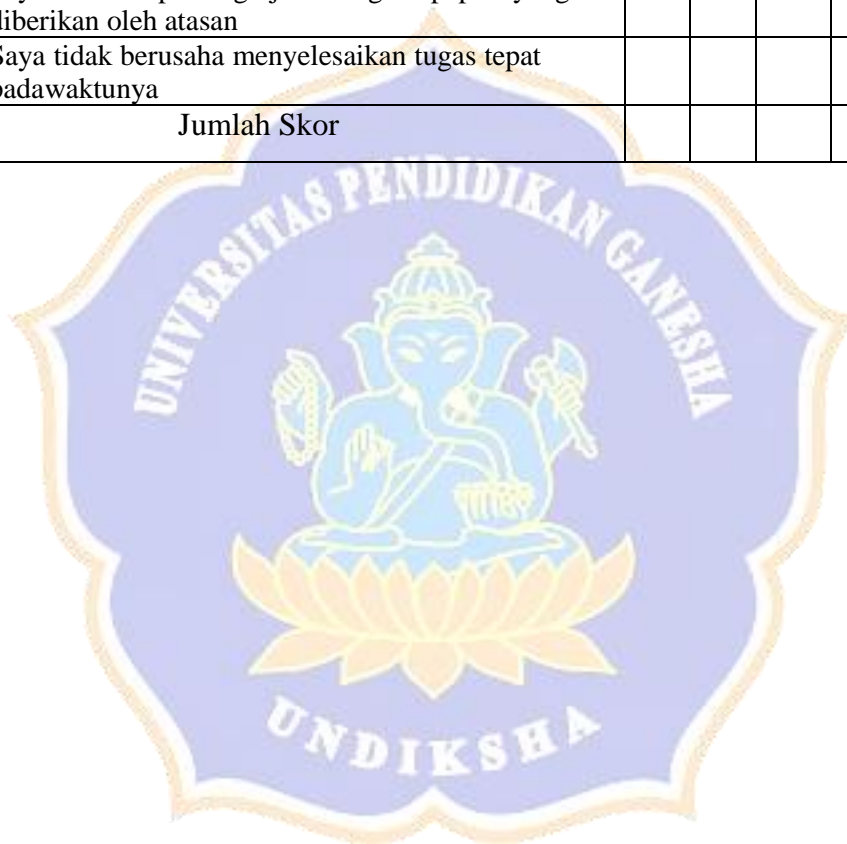 diberikan oleh atasan
Saya tidak berusaha menyelesaikan tugas tepat
padawaktunya
Jumlah Skor
UNIVERSITAS PENDIDIKAN GANESHA
UNDIKSHA